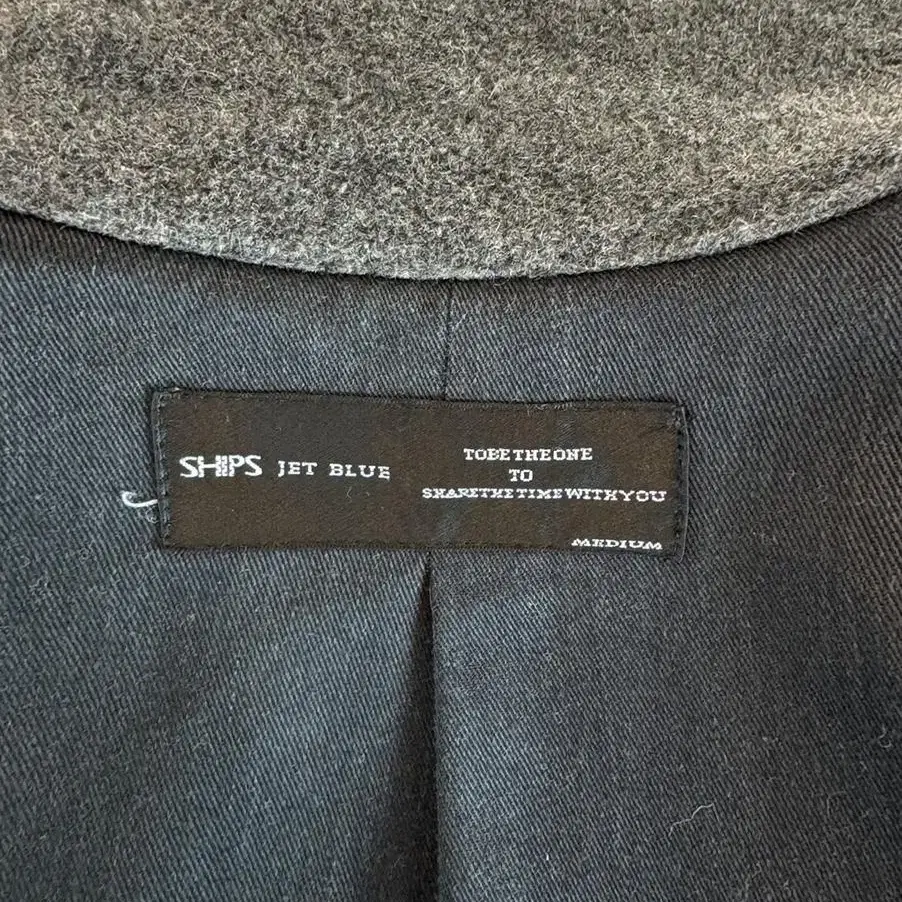 SHIPS JET BLUE
TOBETHEONE
TO
SHARETHETIMEWITHYOU
MEDIUM